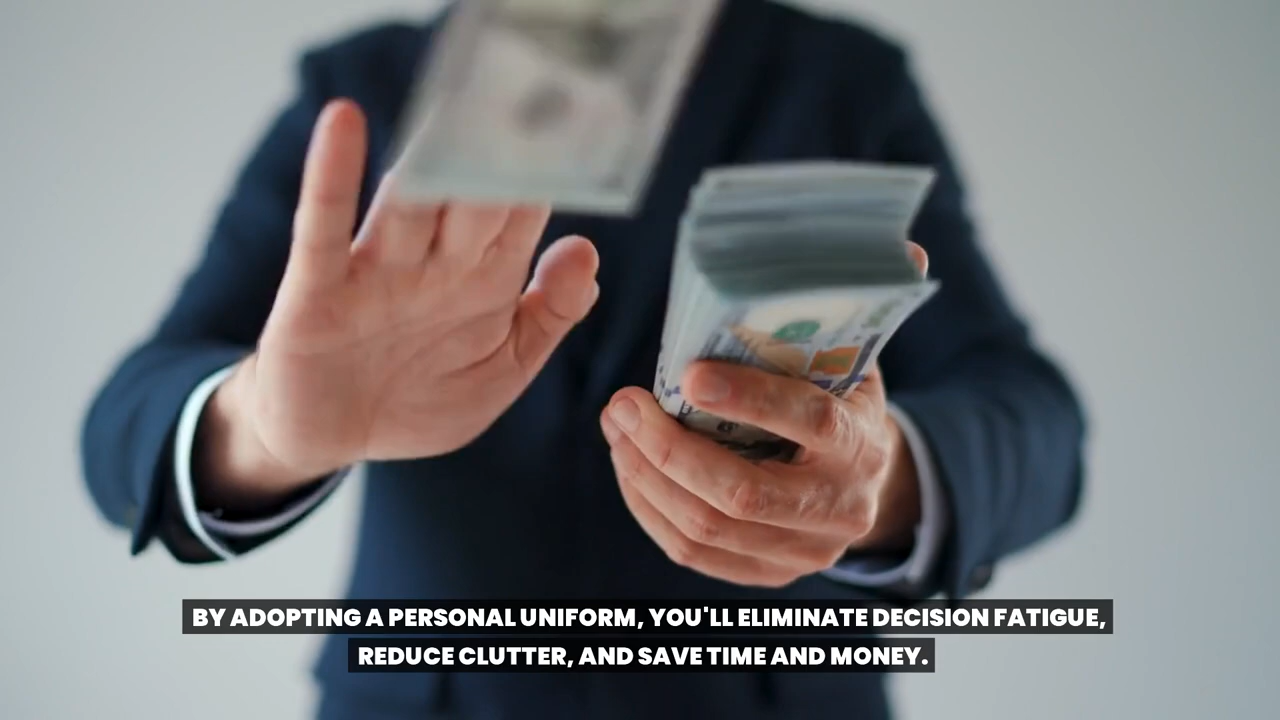 BY ADOPTING A PERSONAL UNIFORM, YOU'LL ELIMINATE DECISION FATIGUE,
REDUCE CLUTTER, AND SAVE TIME AND MONEY.